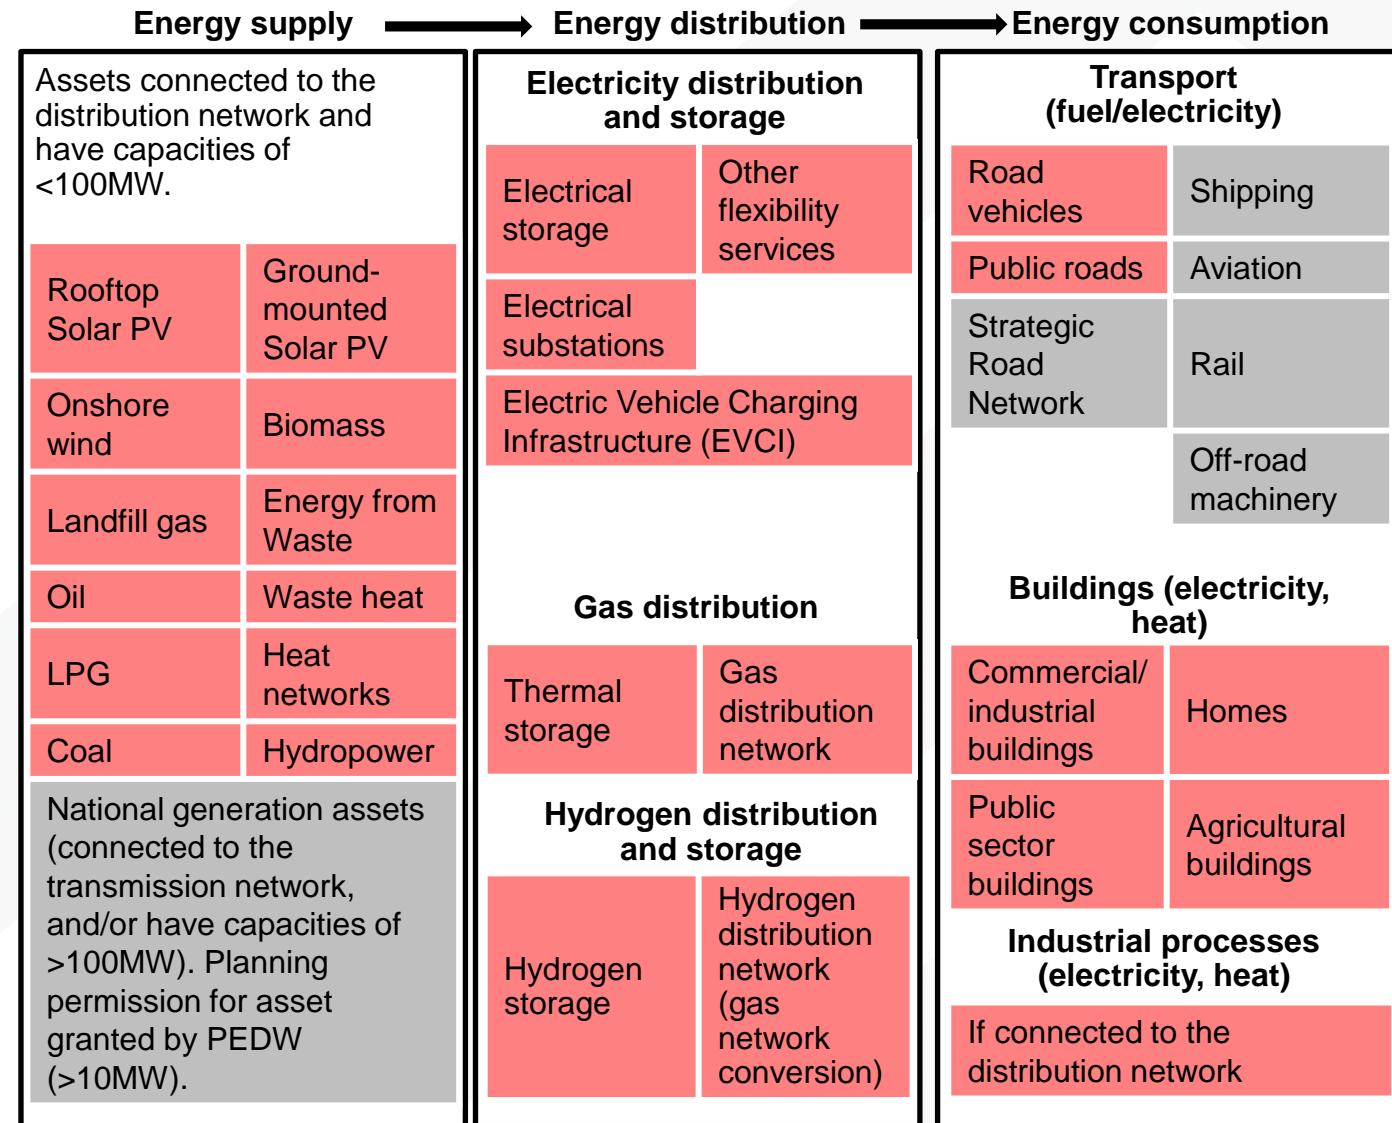 Energy supply
Energy distribution
Energy consumption
Assets connected to the
distribution network and
have capacities of
<100MW.
Rooftop
Solar PV
Ground-
mounted
Solar PV
Onshore
wind
Biomass
Landfill gas
Energy from
Waste
Oil
Waste heat
LPG
Heat
networks
Coal
Hydropower
National generation assets
(connected to the
transmission network,
and/or have capacities of
>100MW). Planning
permission for asset
granted by PEDW
(>10MW).
Electricity distribution
and storage
Electrical
storage
Other
flexibility
services
Electrical
substations
Electric Vehicle Charging
Infrastructure (EVCI)
Gas distribution
Thermal
storage
Gas
distribution
network
Hydrogen distribution
and storage
Hydrogen
storage
Hydrogen
distribution
network
(gas
network
conversion)
Transport
(fuel/electricity)
Road
vehicles
Shipping
Public roads
Aviation
Strategic
Road
Network
Rail
Off-road
machinery
Buildings (electricity,
heat)
Commercial/
industrial
buildings
Homes
Public
sector
buildings
Agricultural
buildings
Industrial processes
(electricity, heat)
If connected to the
distribution network